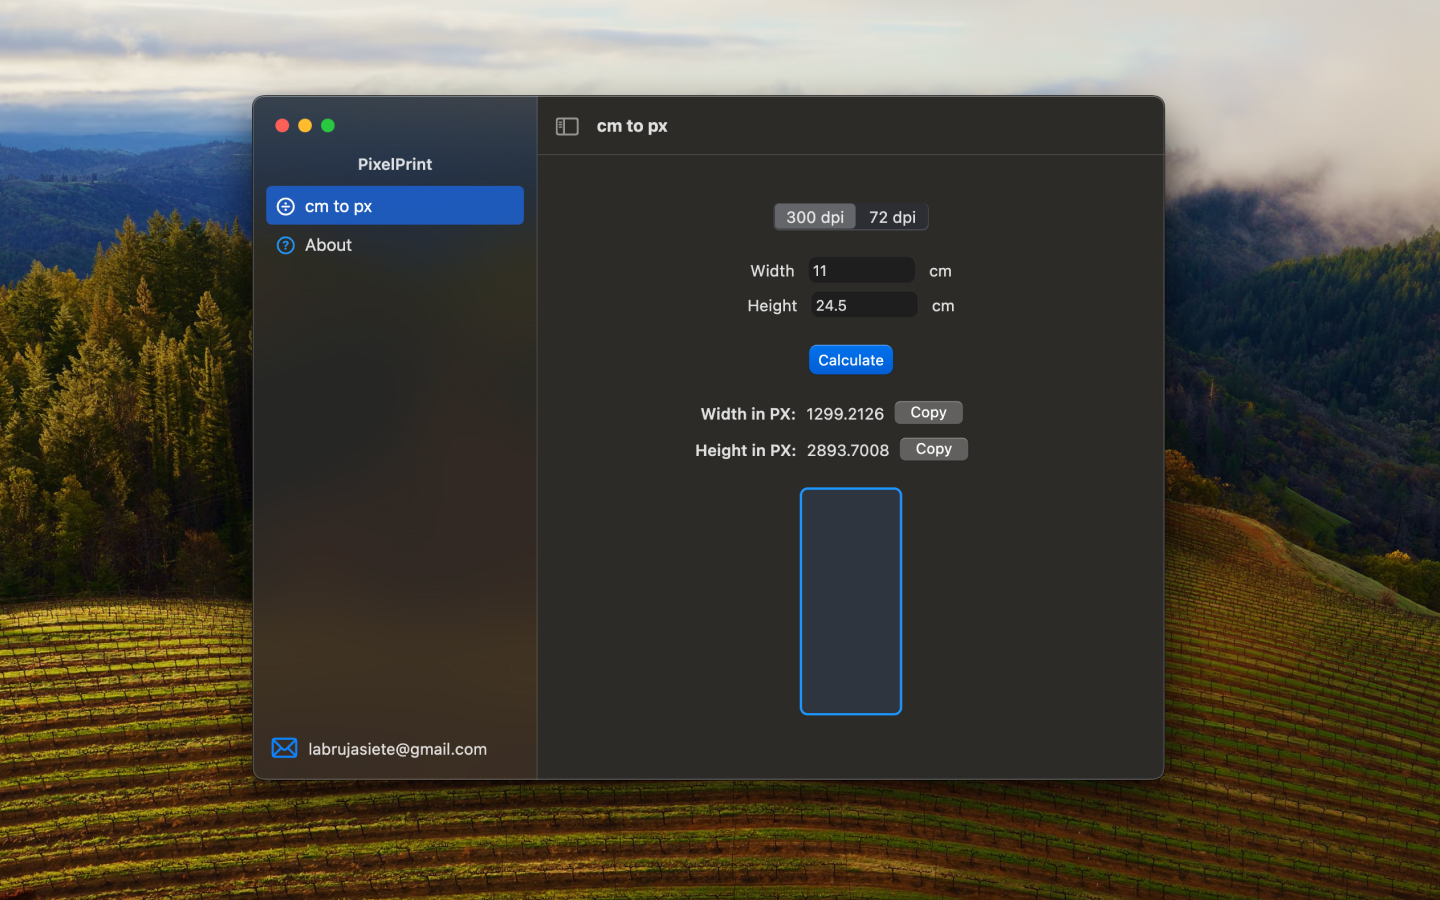 PixelPrint
cm to px
About
labrujasiete@gmail.com
cm to px
300 dpi 72 dpi
Width 11 cm
Height 24.5 cm
Calculate
Width in PX: 1299.2126 Copy
Height in PX: 2893.7008 Copy